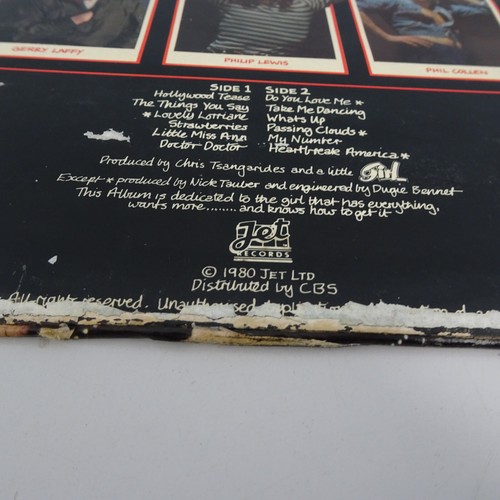 GERRY LAFFY
PHILIP LEWIS
PHIL COLLEN
SIDE 1
Hollywood Tease
The Things You Say
* Lovely Lorraine
Strawberries
Little Miss Ann
Doctor Doctor
SIDE 2
Do You Love Me *
Take Me Dancing
Whats Up
Passing Clouds *
My Number
Heartbreak America *
Produced by Chris Tsangarides and a little Girl
Except * produced by Nick Tauber and engineered by Dugie Bennet
This Album is dedicated to the girl that has everything,
wants more........and knows how to get it
Jet
RECORDS
© 1980 JET LTD
Distributed by CBS
All rights reserved. Unauthorised duplication